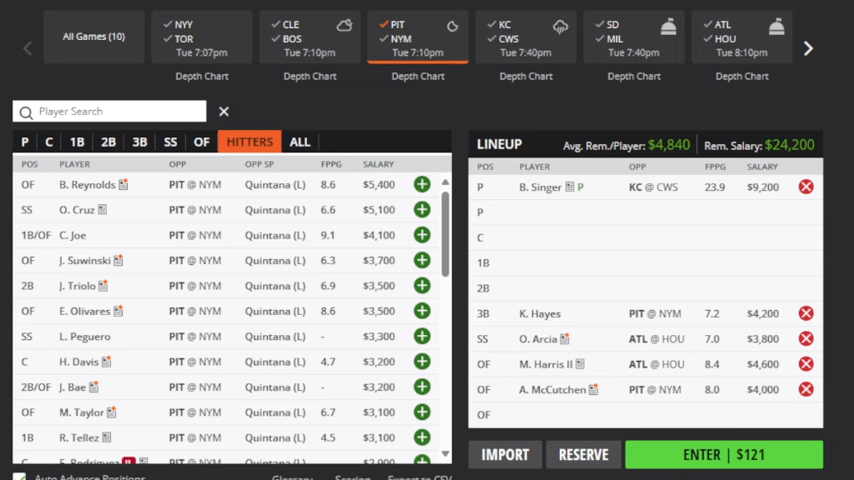 All Games (10)
NYY
TOR
Tue 7:07pm
CLE
BOS
Tue 7:10pm
PIT
NYM
Tue 7:10pm
KC
CWS
Tue 7:40pm
SD
MIL
Tue 7:40pm
ATL
HOU
Tue 8:10pm
Depth Chart Depth Chart Depth Chart Depth Chart Depth Chart Depth Chart
Player Search
P C 1B 2B 3B SS OF HITTERS ALL
POS PLAYER OPP OPP SP FPPG SALARY
OF B. Reynolds PIT @ NYM Quintana (L) 8.6 $5,400
SS O. Cruz PIT @ NYM Quintana (L) 6.6 $5,100
1B/OF C. Joe PIT @ NYM Quintana (L) 9.1 $4,100
OF J. Suwinski PIT @ NYM Quintana (L) 6.3 $3,700
2B J. Triolo PIT @ NYM Quintana (L) 6.9 $3,500
OF E. Olivares PIT @ NYM Quintana (L) 8.6 $3,500
SS L. Peguero PIT @ NYM Quintana (L) - $3,300
C H. Davis PIT @ NYM Quintana (L) 4.7 $3,200
2B/OF J. Bae PIT @ NYM Quintana (L) - $3,200
OF M. Taylor PIT @ NYM Quintana (L) 6.7 $3,100
1B R. Tellez PIT @ NYM Quintana (L) 4.5 $3,100
Auto Advance Positions Glossary Scoring Export to CSV
LINEUP Avg. Rem./Player: $4,840 Rem. Salary: $24,200
POS PLAYER OPP FPPG SALARY
P B. Singer P KC @ CWS 23.9 $9,200
P
C
1B
2B
3B K. Hayes PIT @ NYM 7.2 $4,200
SS O. Arcia ATL @ HOU 7.0 $3,800
OF M. Harris II ATL @ HOU 8.4 $4,600
OF A. McCutchen PIT @ NYM 8.0 $4,000
OF
IMPORT RESERVE ENTER | $121